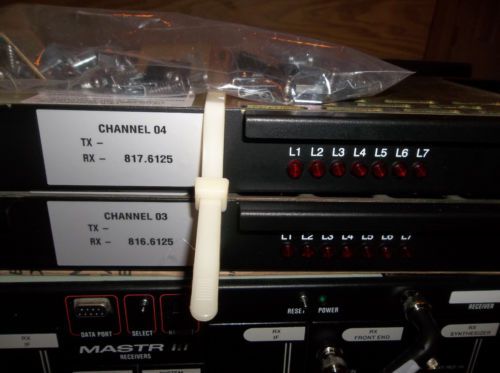 CHANNEL 04
TX –
RX – 817.6125
L1 L2 L3 L4 L5 L6 L7
CHANNEL 03
TX –
RX – 816.6125
L1 L2 L3 L4 L5 L6 L7
DATA PORT
SELECT
RESET
POWER
RECEIVER
MASTR III
RECEIVERS
RX
IF
RX
IF
RX
FRONT END
RX
SYNTHESIZER